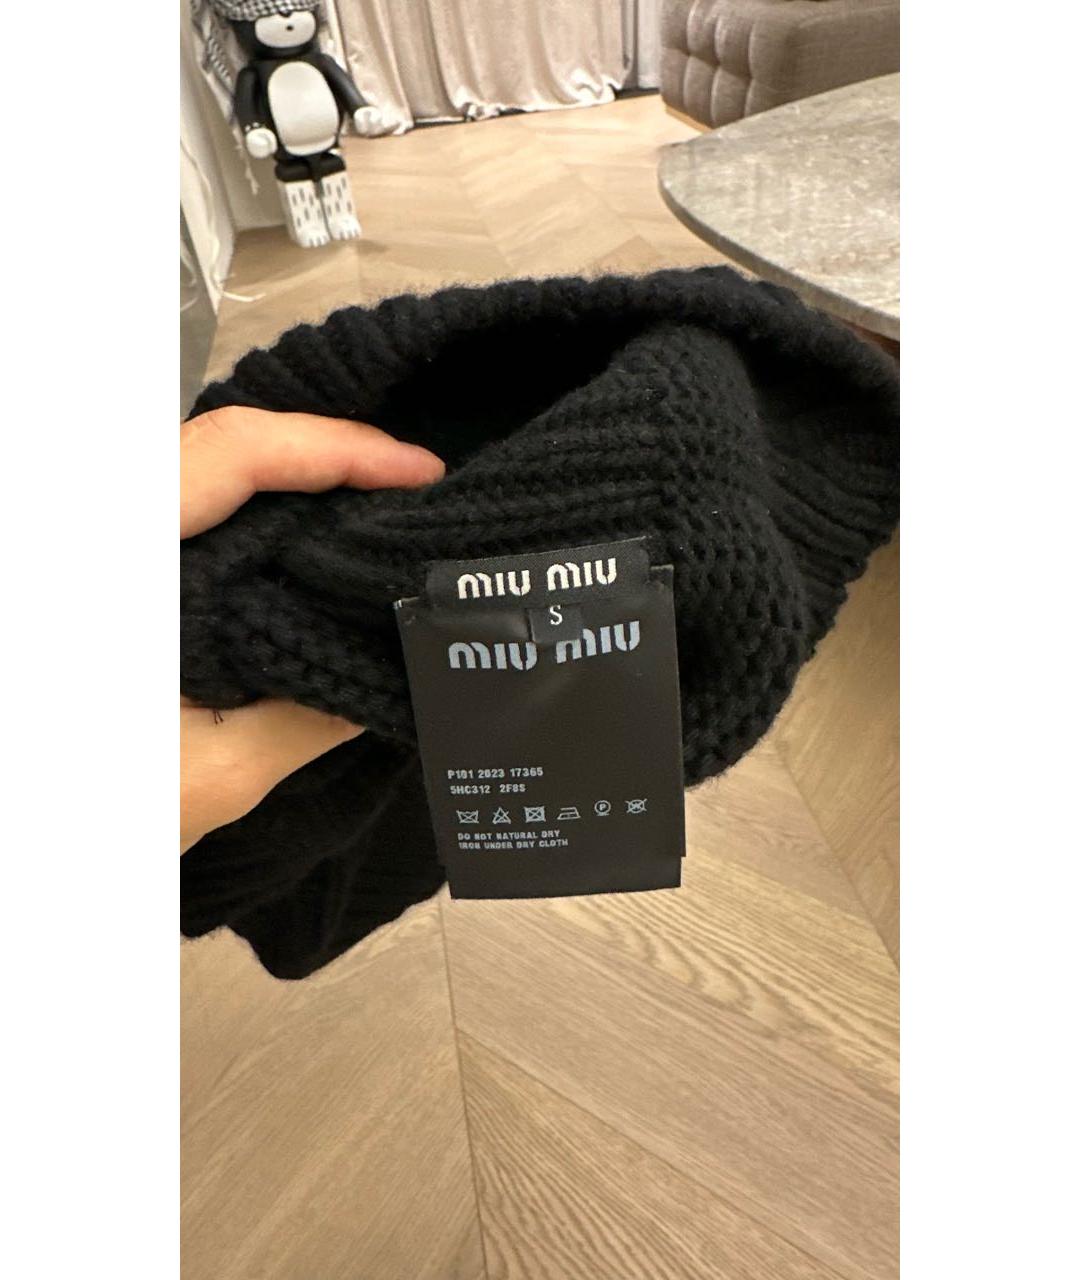 miu miu
S
miu miu
P101 2023 17365
5HC312 2F8S
P
DO NOT NATURAL DRY
IRON UNDER DRY CLOTH